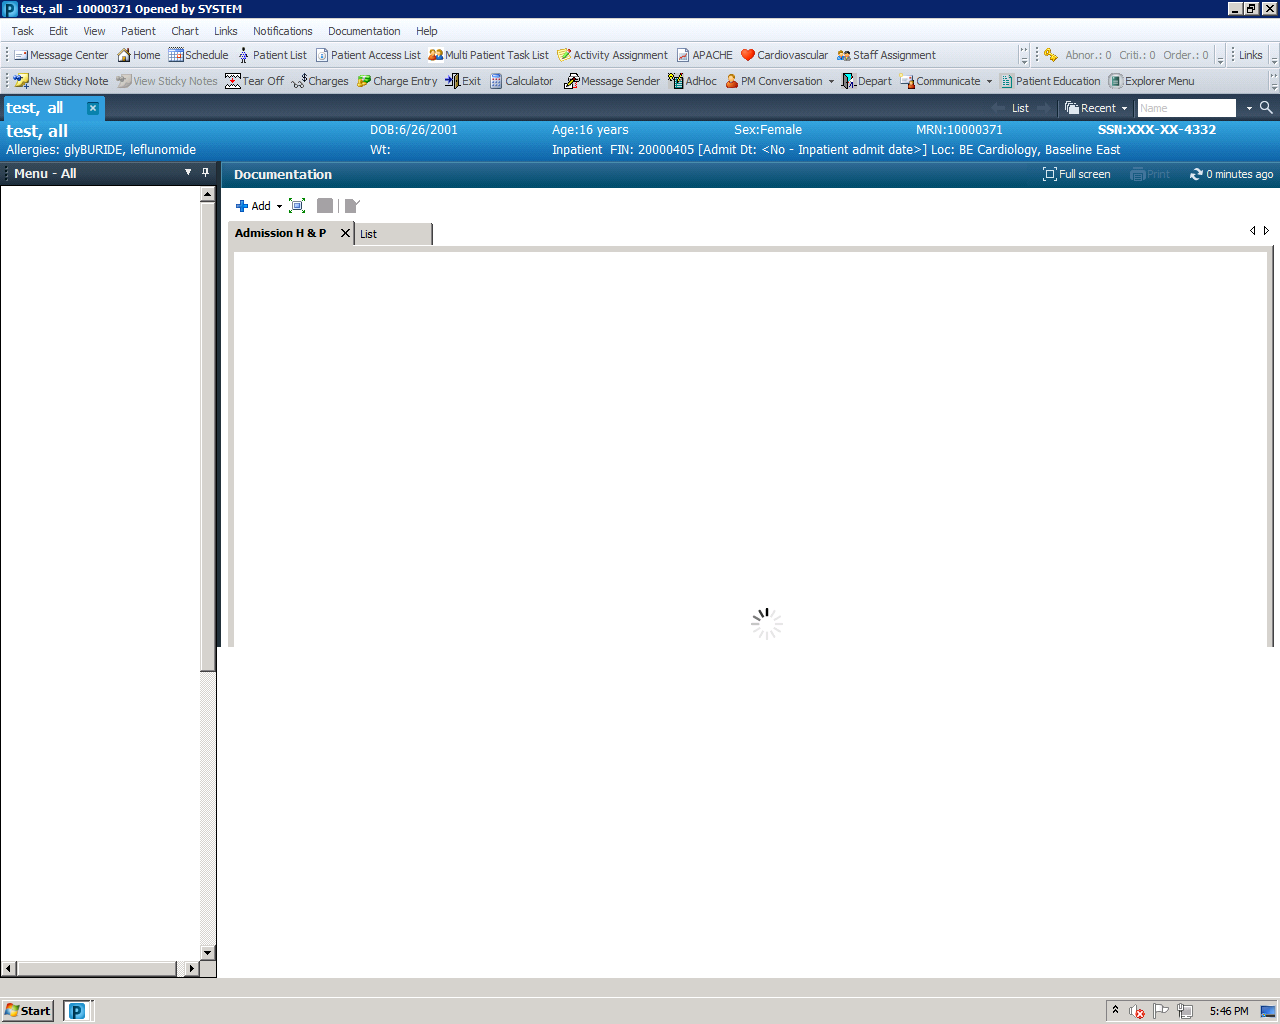 test, all - 10000371 Opened by SYSTEM
Task Edit View Patient Chart Links Notifications Documentation Help
Message Center Home Schedule Patient List Patient Access List Multi Patient Task List Activity Assignment APACHE Cardiovascular Staff Assignment Abnor.: 0 Criti.: 0 Order.: 0 Links
New Sticky Note View Sticky Notes Tear Off Charges Charge Entry Exit Calculator Message Sender AdHoc PM Conversation Depart Communicate Patient Education Explorer Menu
test, all List Recent Name
test, all DOB:6/26/2001 Age:16 years Sex:Female MRN:10000371 SSN:XXX-XX-4332
Allergies: glyBURIDE, leflunomide Wt: Inpatient FIN: 20000405 [Admit Dt: <No - Inpatient admit date>] Loc: BE Cardiology, Baseline East
Menu - All Documentation Full screen Print 0 minutes ago
Add
Admission H & P List
Start 5:46 PM